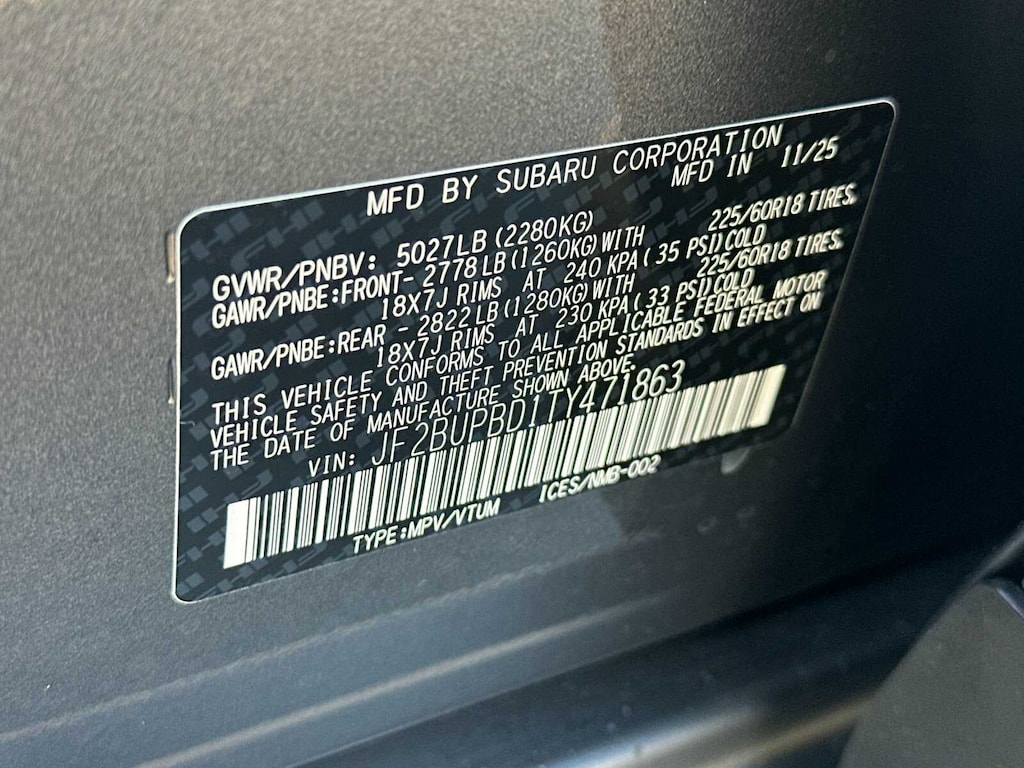 MFD BY SUBARU CORPORATION
MFD IN 11/25
GVWR/PNBV: 5027LB (2280KG)
GAWR/PNBE:FRONT- 2778 LB (1260KG) WITH 225/60R18 TIRES,
18X7J RIMS AT 240 KPA (35 PSI) COLD
GAWR/PNBE:REAR - 2822 LB (1280KG) WITH 225/60R18 TIRES,
18X7J RIMS AT 230 KPA (33 PSI) COLD
THIS VEHICLE CONFORMS TO ALL APPLICABLE FEDERAL MOTOR
VEHICLE SAFETY AND THEFT PREVENTION STANDARDS IN EFFECT ON
THE DATE OF MANUFACTURE SHOWN ABOVE.
VIN: JF2BUPBD1TY471863
TYPE:MPV/VTUM ICES/NMB-002